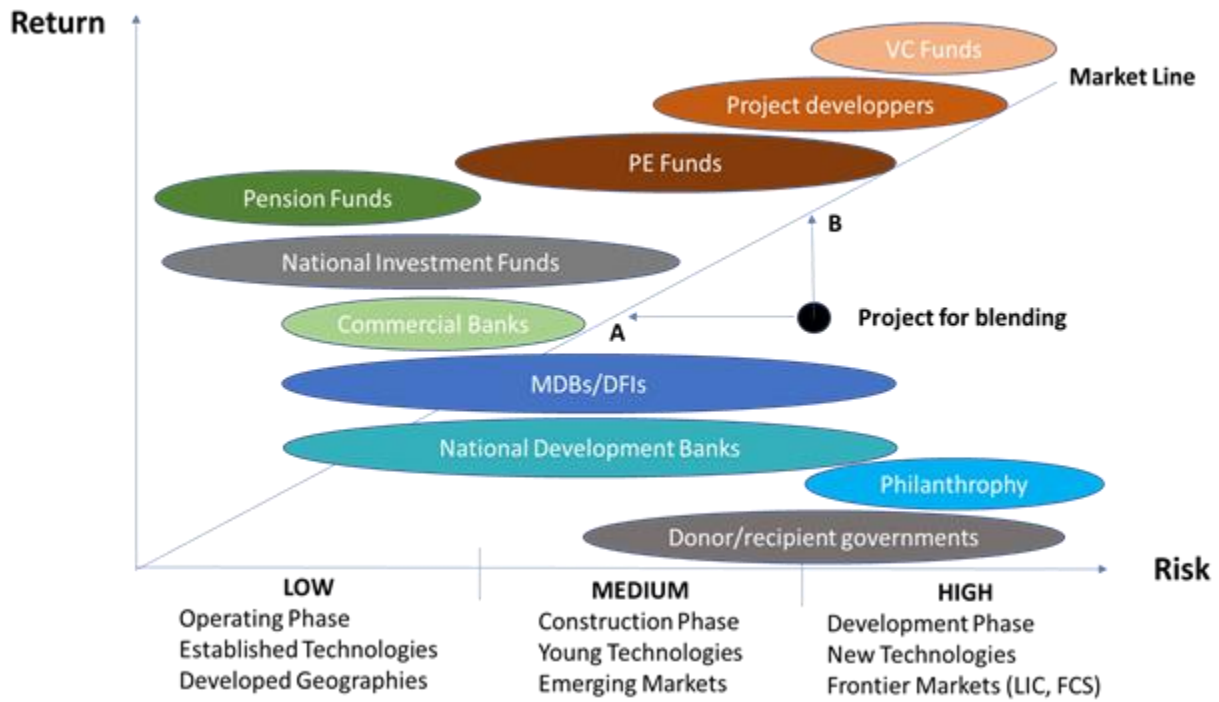 Return
VC Funds
Market Line
Project developpers
PE Funds
Pension Funds
B
National Investment Funds
Project for blending
Commercial Banks
A
MDBs/DFIs
National Development Banks
Philanthrophy
Donor/recipient governments
Risk
LOW
Operating Phase
Established Technologies
Developed Geographies
MEDIUM
Construction Phase
Young Technologies
Emerging Markets
HIGH
Development Phase
New Technologies
Frontier Markets (LIC, FCS)